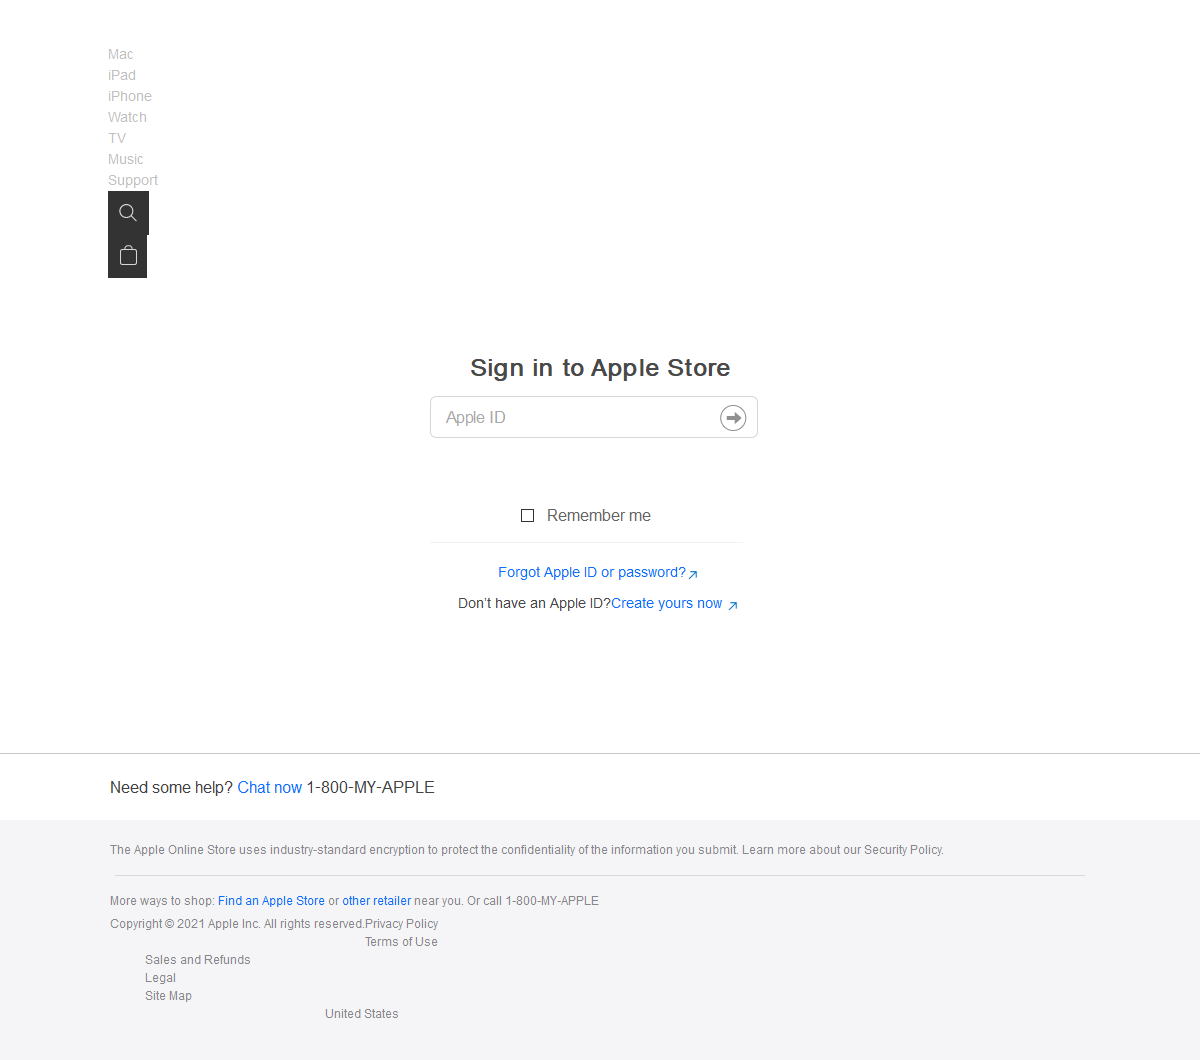 Mac
iPad
iPhone
Watch
TV
Music
Support
Sign in to Apple Store
Apple ID
Remember me
Forgot Apple ID or password?
Don't have an Apple ID?Create yours now
Need some help? Chat now 1-800-MY-APPLE
The Apple Online Store uses industry-standard encryption to protect the confidentiality of the information you submit. Learn more about our Security Policy.
More ways to shop: Find an Apple Store or other retailer near you. Or call 1-800-MY-APPLE
Copyright © 2021 Apple Inc. All rights reserved.Privacy Policy
Terms of Use
Sales and Refunds
Legal
Site Map
United States